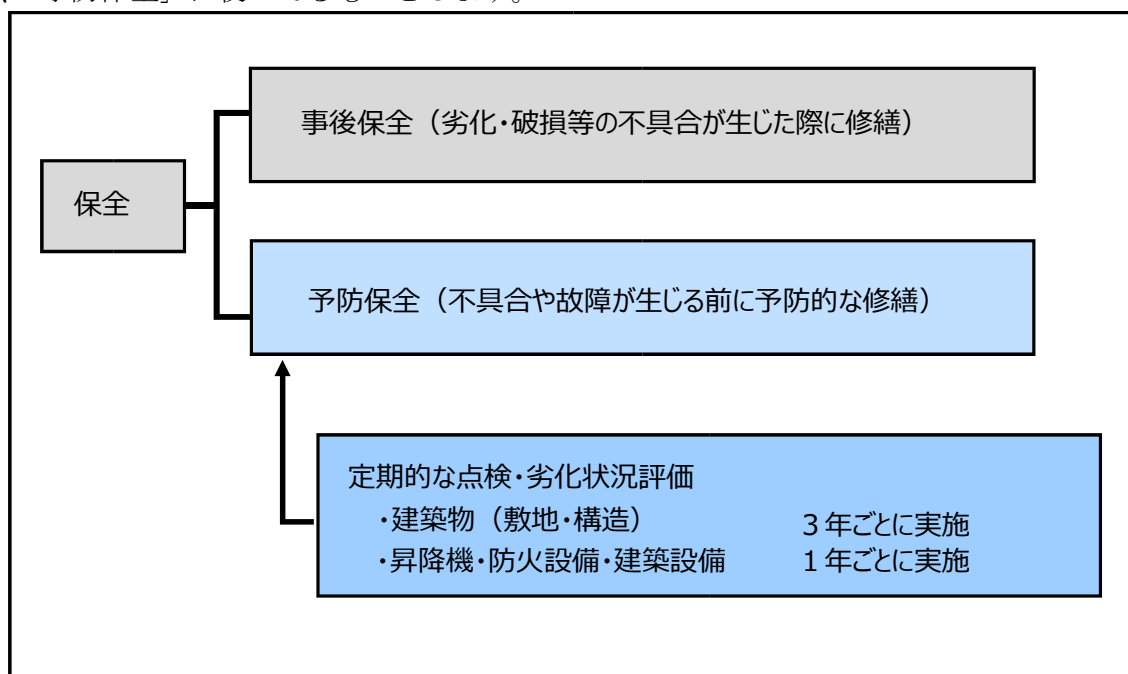 事後保全（劣化・破損等の不具合が生じた際に修繕）
保全
予防保全（不具合や故障が生じる前に予防的な修繕）
定期的な点検・劣化状況評価
・建築物（敷地・構造） ３年ごとに実施
・昇降機・防火設備・建築設備 １年ごとに実施